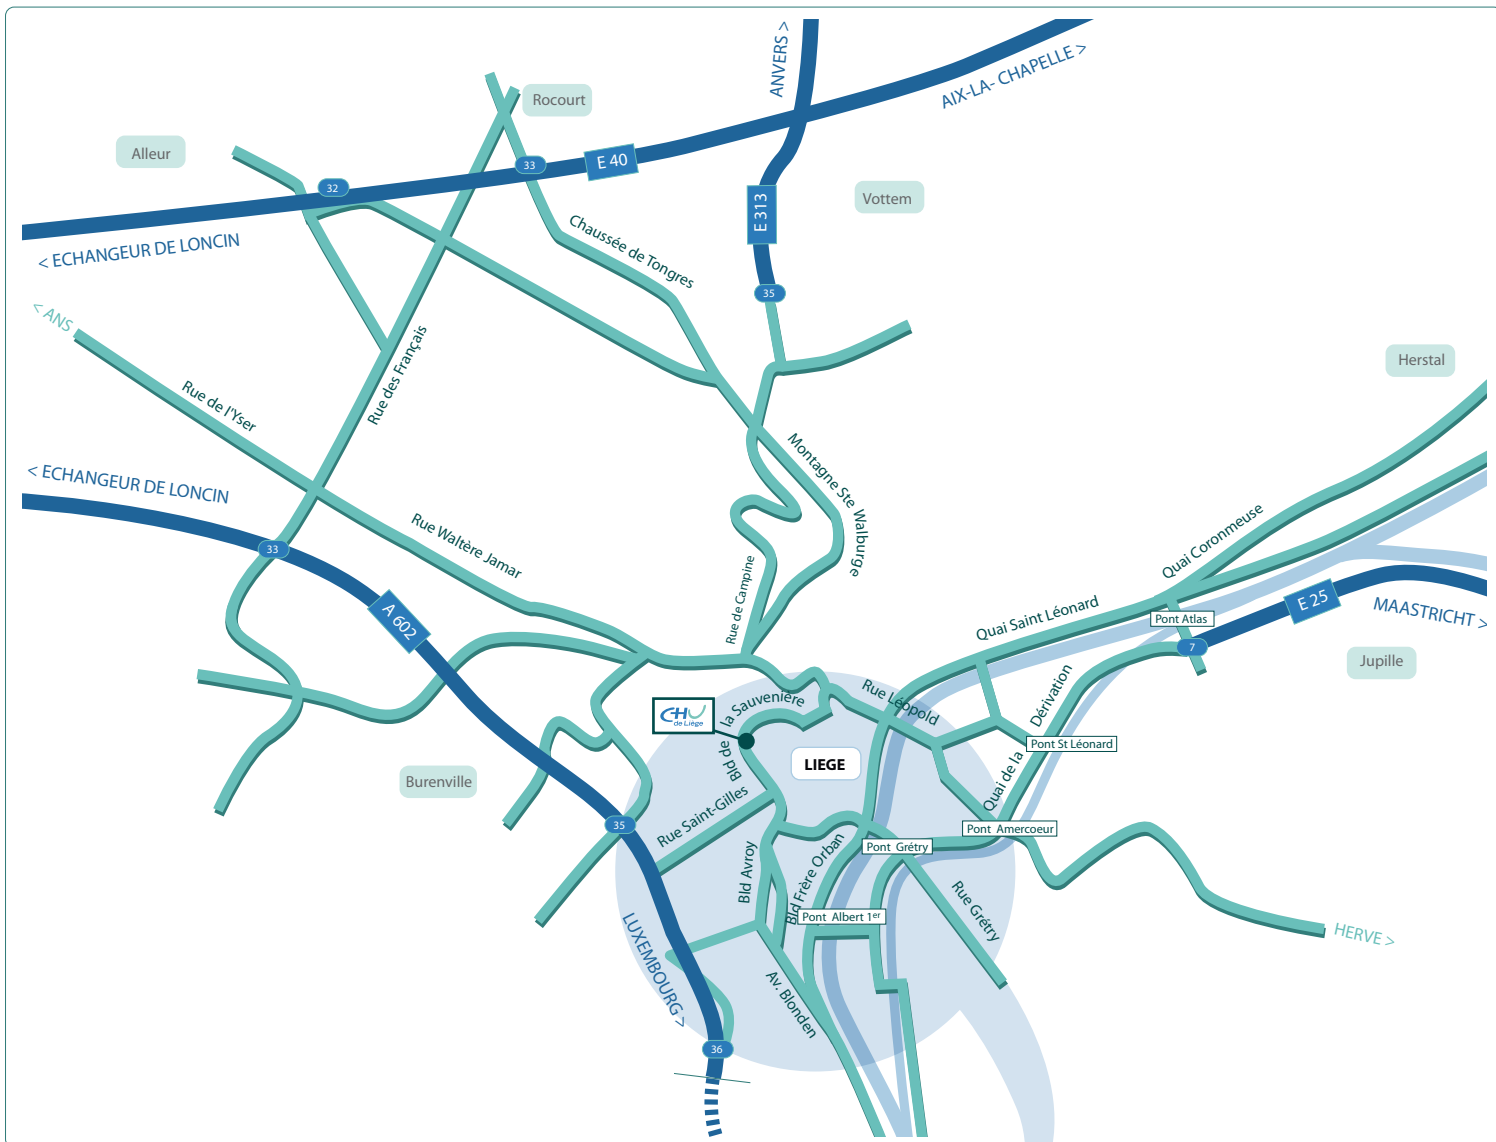 ANVERS >
AIX-LA- CHAPELLE >
Rocourt
Alleur
33
E 40
32
Vottem
E 313
Chaussée de Tongres
< ECHANGEUR DE LONCIN
35
< ANS
Rue des Français
Herstal
Rue de l'Yser
Montagne Ste Walburge
< ECHANGEUR DE LONCIN
Rue Waltère Jamar
Quai Coronmeuse
33
A 602
Rue de Campine
Quai Saint Léonard
E 25
MAASTRICHT >
Pont Atlas
7
Jupille
CHU
de Liège
Bld de la Sauvenière
Rue Léopold
Quai de la Dérivation
Pont St Léonard
LIEGE
Burenville
35
Rue Saint-Gilles
Pont Amercoeur
Pont Grétry
Bld Avroy
Bld Frère Orban
Rue Grétry
Pont Albert 1er
HERVE >
LUXEMBOURG >
Av. Blonden
36